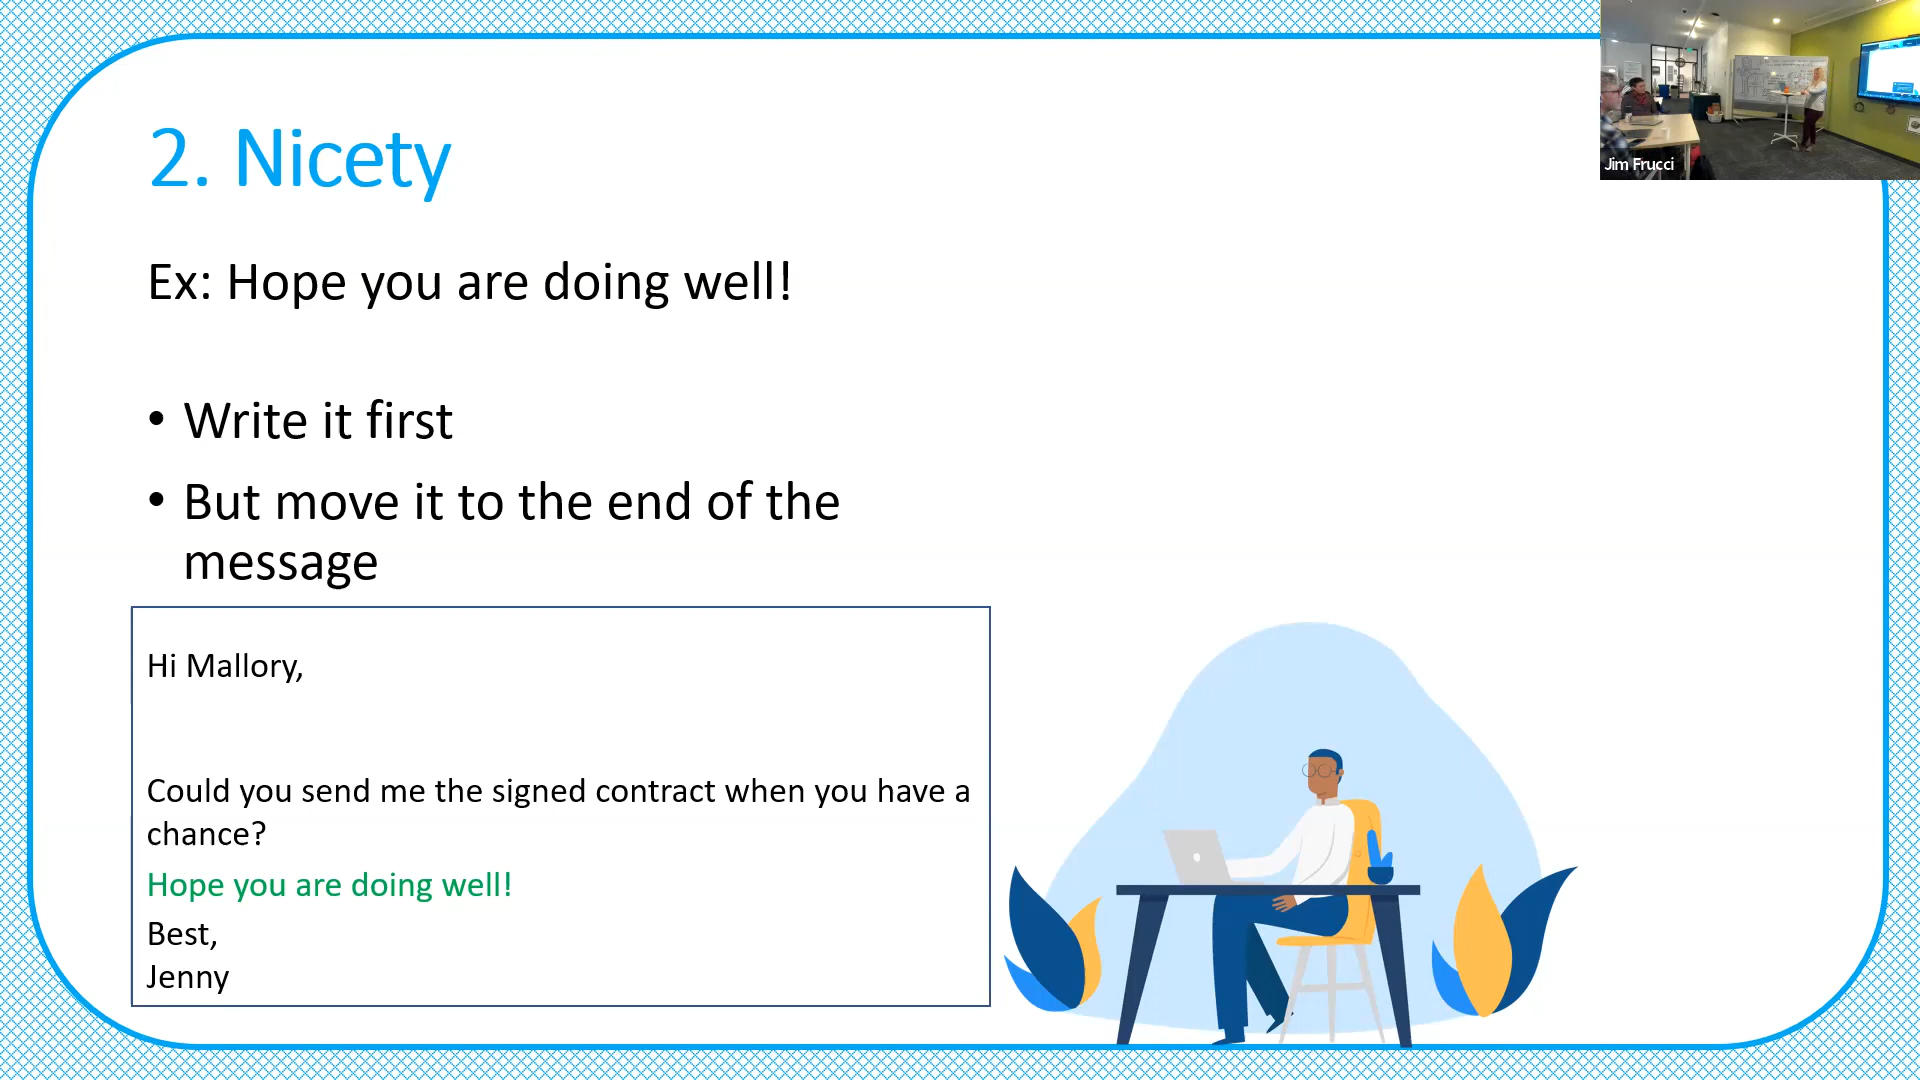 2. Nicety
Ex: Hope you are doing well!
• Write it first
• But move it to the end of the
message
Hi Mallory,
Could you send me the signed contract when you have a
chance?
Hope you are doing well!
Best,
Jenny
Jim Frucci